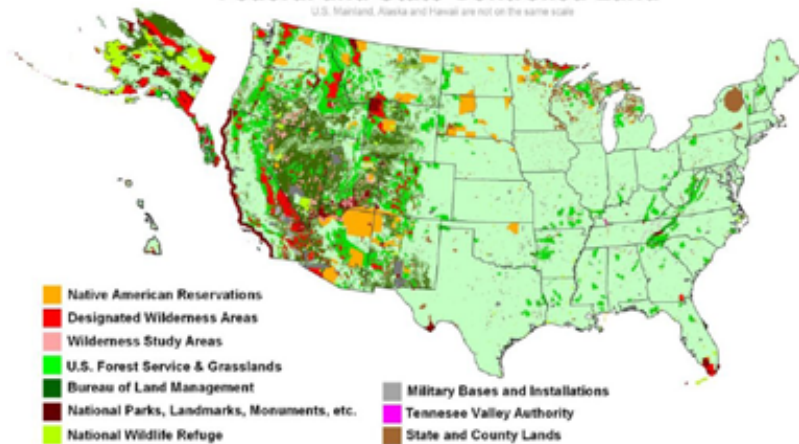 U.S. Mainland, Alaska and Hawaii are not on the same scale
Native American Reservations
Designated Wilderness Areas
Wilderness Study Areas
U.S. Forest Service & Grasslands
Bureau of Land Management
National Parks, Landmarks, Monuments, etc.
National Wildlife Refuge
Military Bases and Installations
Tennesee Valley Authority
State and County Lands